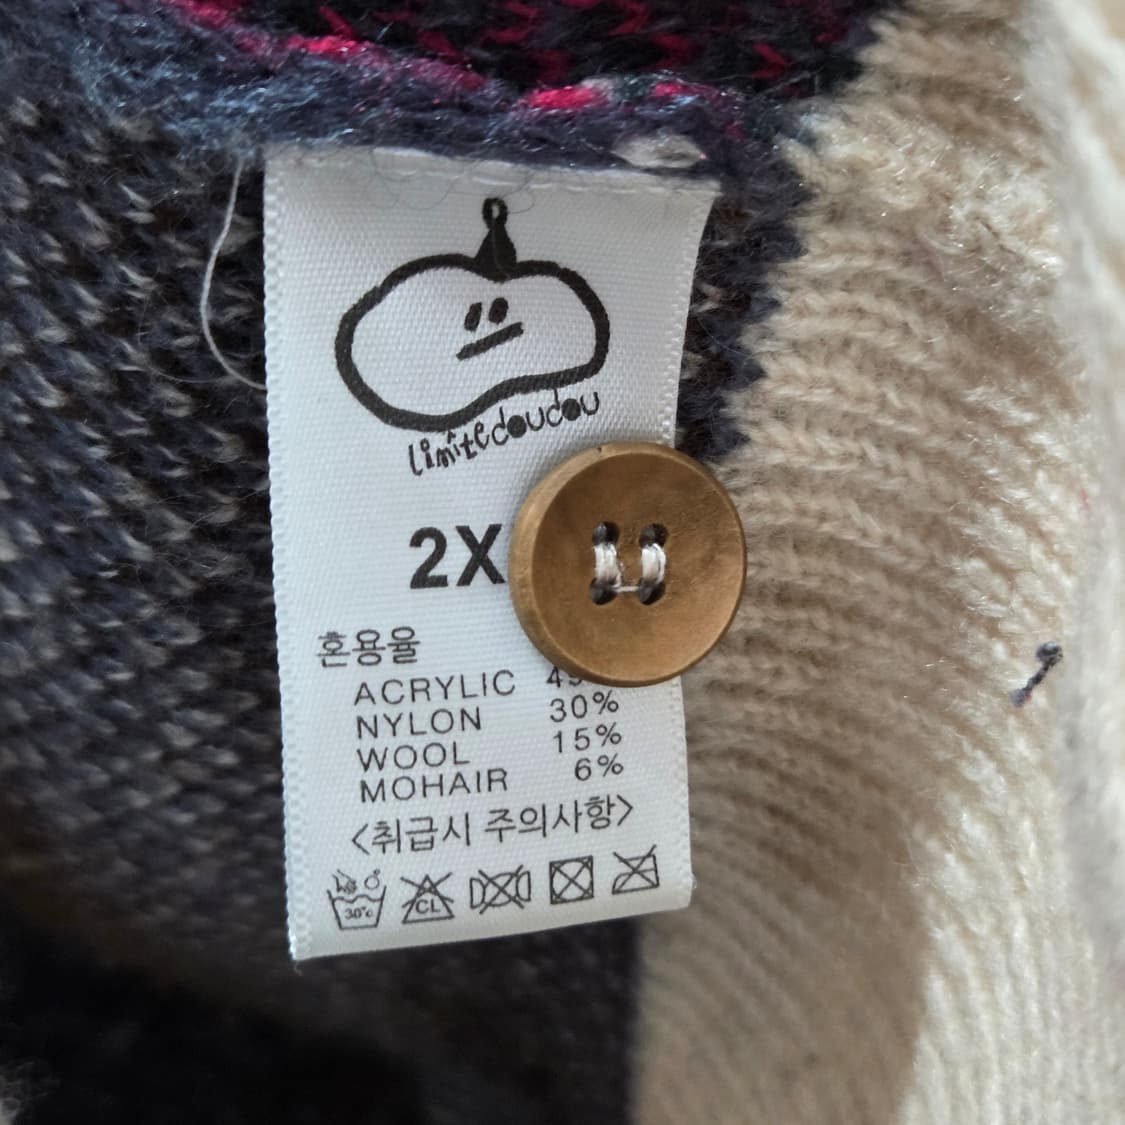 limitedoudou
2X
혼용율
ACRYLIC
NYLON 30%
WOOL 15%
MOHAIR 6%
<취급시 주의사항>
30℃
CL